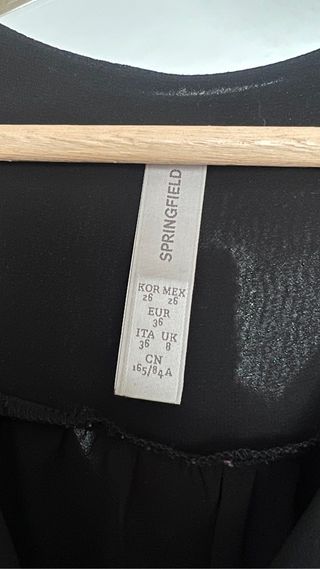 SPRINGFIELD
KOR MEX
26 26
EUR
36
ITA UK
36 8
CN
165/84A